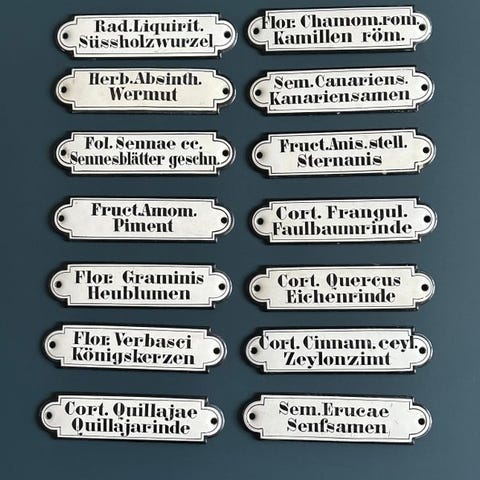 Rad.Liquirit.
Süssholzwurzel
Flor. Chamom.rom.
Kamillen röm.
Herb.Absinth.
Wermut
Sem.Canariens.
Kanariensamen
Fol. Sennae cc.
Sennesblätter geschn.
Fruct.Anis.stell.
Sternanis
Fruct.Amom.
Piment
Cort. Frangul.
Faulbaumrinde
Flor. Graminis
Heublumen
Cort. Quercus
Eichenrinde
Flor. Verbasci
Königskerzen
Cort. Cinnam. ceyl.
Zeylonzimt
Cort. Quillajae
Quillajarinde
Sem.Erucae
Senfsamen